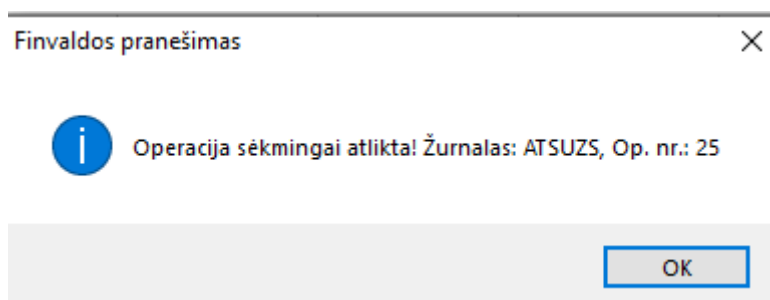 Finvaldos pranešimas
Operacija sėkmingai atlikta! Žurnalas: ATSUZS, Op. nr.: 25
OK